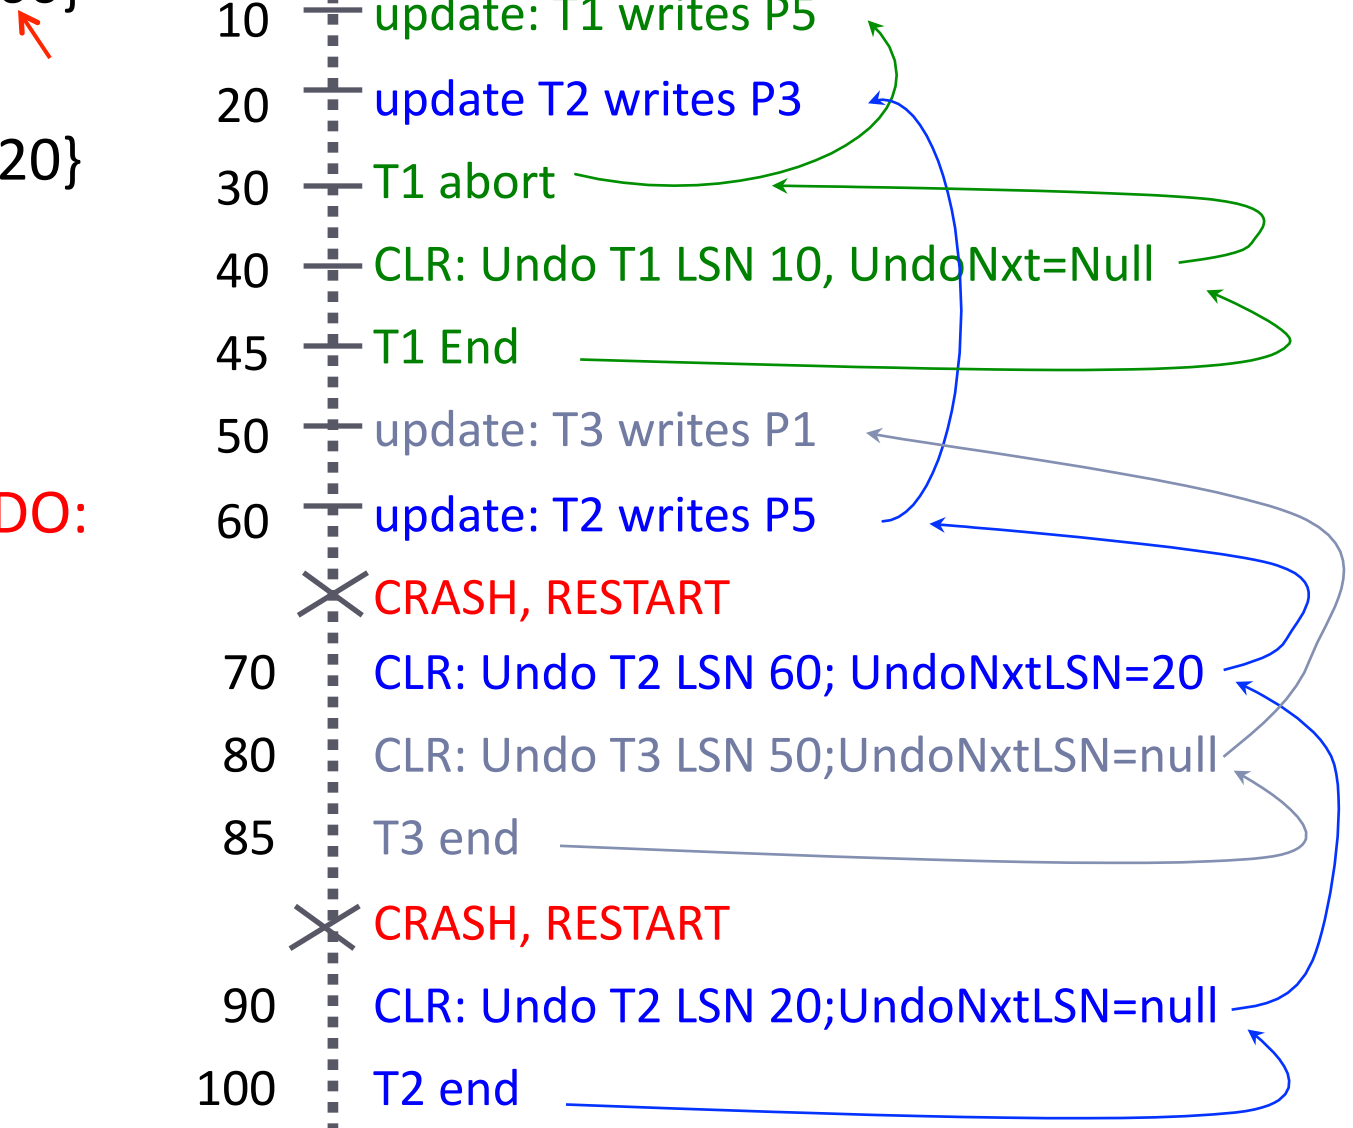 10 update: T1 writes P5
20 update T2 writes P3
20}
30 T1 abort
40 CLR: Undo T1 LSN 10, UndoNxt=Null
45 T1 End
50 update: T3 writes P1
DO:
60 update: T2 writes P5
CRASH, RESTART
70 CLR: Undo T2 LSN 60; UndoNxtLSN=20
80 CLR: Undo T3 LSN 50;UndoNxtLSN=null
85 T3 end
CRASH, RESTART
90 CLR: Undo T2 LSN 20;UndoNxtLSN=null
100 T2 end